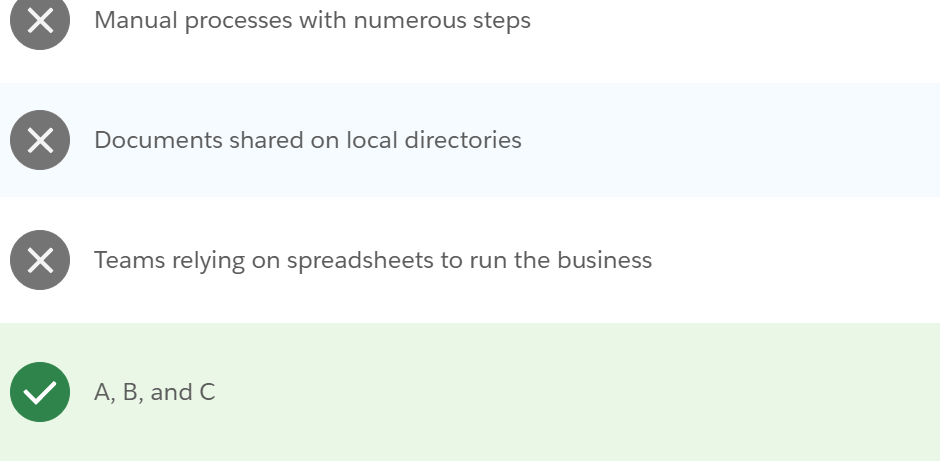 Manual processes with numerous steps
Documents shared on local directories
Teams relying on spreadsheets to run the business
A, B, and C